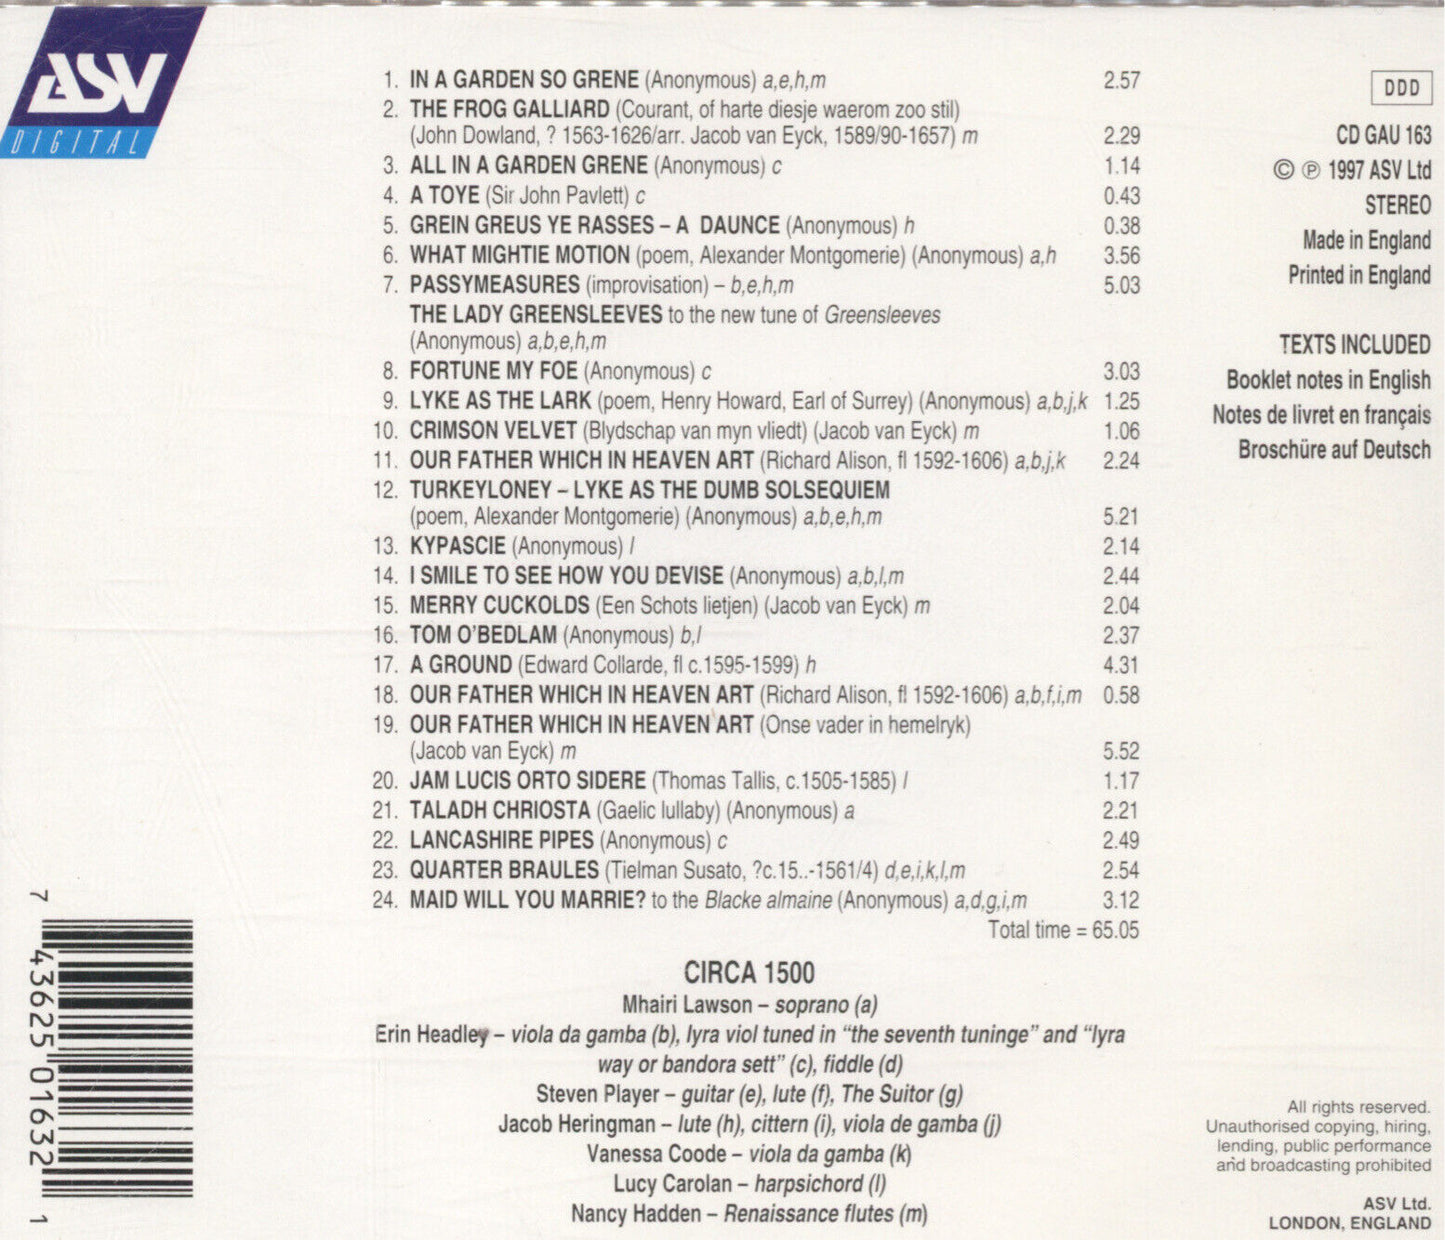 ASV
DIGITAL
1. IN A GARDEN SO GRENE (Anonymous) a,e,h,m 2.57
2. THE FROG GALLIARD (Courant, of harte diesje waerom zoo stil)
(John Dowland, ? 1563-1626/arr. Jacob van Eyck, 1589/90-1657) m 2.29
3. ALL IN A GARDEN GRENE (Anonymous) c 1.14
4. A TOYE (Sir John Pavlett) c 0.43
5. GREIN GREUS YE RASSES – A DAUNCE (Anonymous) h 0.38
6. WHAT MIGHTIE MOTION (poem, Alexander Montgomerie) (Anonymous) a,h 3.56
7. PASSYMEASURES (improvisation) – b,e,h,m 5.03
THE LADY GREENSLEEVES to the new tune of Greensleeves
(Anonymous) a,b,e,h,m
8. FORTUNE MY FOE (Anonymous) c 3.03
9. LYKE AS THE LARK (poem, Henry Howard, Earl of Surrey) (Anonymous) a,b,j,k 1.25
10. CRIMSON VELVET (Blydschap van myn vliedt) (Jacob van Eyck) m 1.06
11. OUR FATHER WHICH IN HEAVEN ART (Richard Alison, fl 1592-1606) a,b,j,k 2.24
12. TURKEYLONEY – LYKE AS THE DUMB SOLSEQUIEM
(poem, Alexander Montgomerie) (Anonymous) a,b,e,h,m 5.21
13. KYPASCIE (Anonymous) l 2.14
14. I SMILE TO SEE HOW YOU DEVISE (Anonymous) a,b,l,m 2.44
15. MERRY CUCKOLDS (Een Schots lietjen) (Jacob van Eyck) m 2.04
16. TOM O'BEDLAM (Anonymous) b,l 2.37
17. A GROUND (Edward Collarde, fl c.1595-1599) h 4.31
18. OUR FATHER WHICH IN HEAVEN ART (Richard Alison, fl 1592-1606) a,b,f,i,m 0.58
19. OUR FATHER WHICH IN HEAVEN ART (Onse vader in hemelryk)
(Jacob van Eyck) m 5.52
20. JAM LUCIS ORTO SIDERE (Thomas Tallis, c.1505-1585) l 1.17
21. TALADH CHRIOSTA (Gaelic lullaby) (Anonymous) a 2.21
22. LANCASHIRE PIPES (Anonymous) c 2.49
23. QUARTER BRAULES (Tielman Susato, ?c.15..-1561/4) d,e,i,k,l,m 2.54
24. MAID WILL YOU MARRIE? to the Blacke almaine (Anonymous) a,d,g,i,m 3.12
Total time = 65.05
CIRCA 1500
Mhairi Lawson – soprano (a)
Erin Headley – viola da gamba (b), lyra viol tuned in “the seventh tuninge” and “lyra
way or bandora sett” (c), fiddle (d)
Steven Player – guitar (e), lute (f), The Suitor (g)
Jacob Heringman – lute (h), cittern (i), viola de gamba (j)
Vanessa Coode – viola da gamba (k)
Lucy Carolan – harpsichord (l)
Nancy Hadden – Renaissance flutes (m)
DDD
CD GAU 163
© ℗ 1997 ASV Ltd
STEREO
Made in England
Printed in England
TEXTS INCLUDED
Booklet notes in English
Notes de livret en français
Broschüre auf Deutsch
All rights reserved.
Unauthorised copying, hiring,
lending, public performance
and broadcasting prohibited
ASV Ltd.
LONDON, ENGLAND
7 43625 01632 1